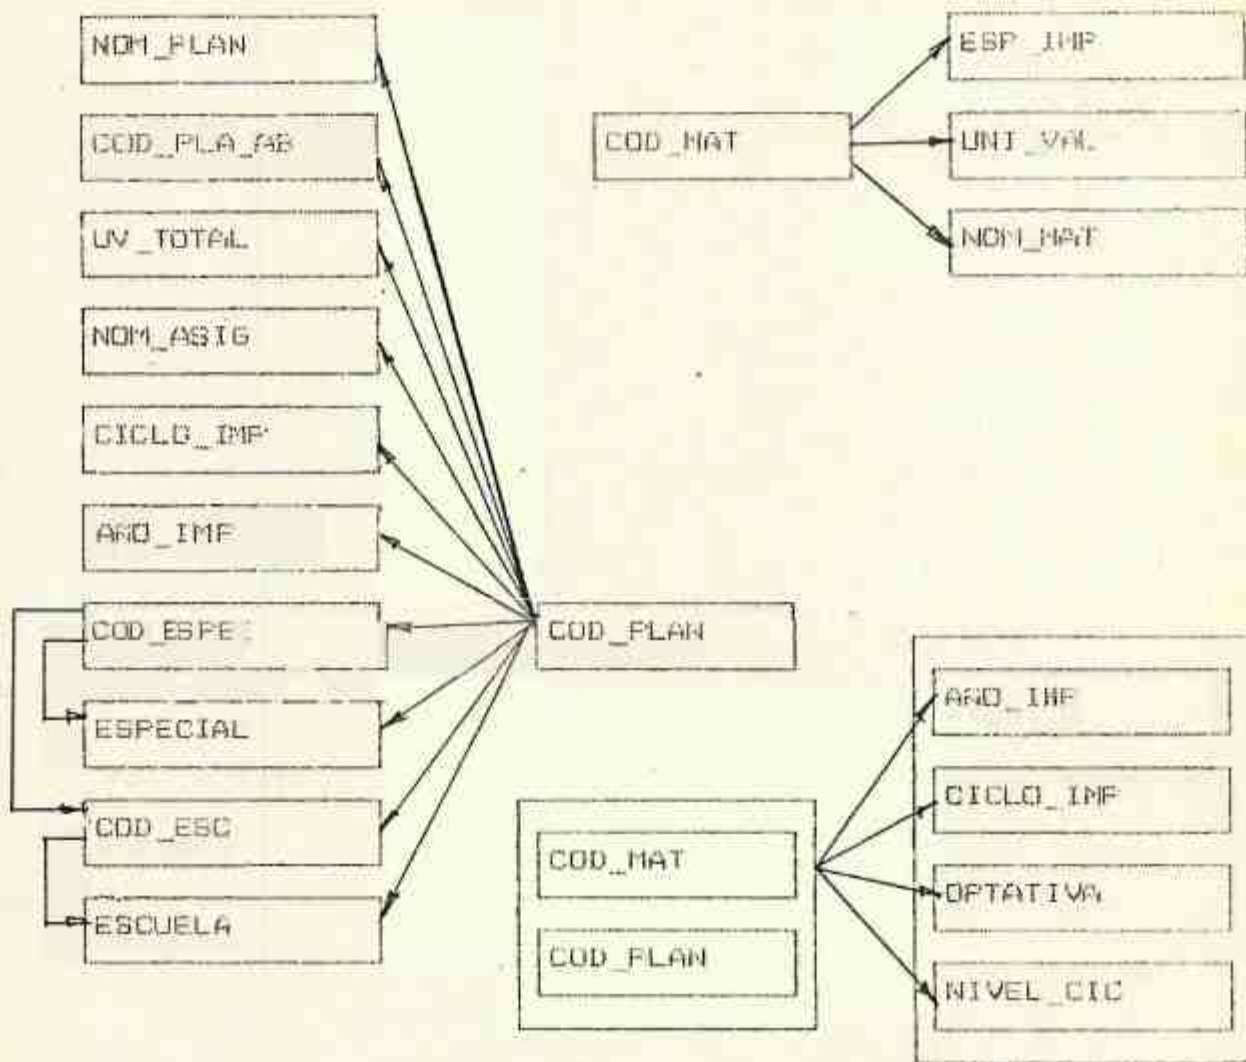 NOM_PLAN
COD_PLA_AB
UV_TOTAL
NOM_ASIG
CICLO_IMP
ANO_IMP
COD_ESPE
ESPECIAL
COD_ESC
ESCUELA
COD_PLAN
COD_MAT
ESP_IMP
UNI_VAL
NOM_MAT
COD_MAT
COD_PLAN
ANO_IMP
CICLO_IMP
OPTATIVA
NIVEL_CIC